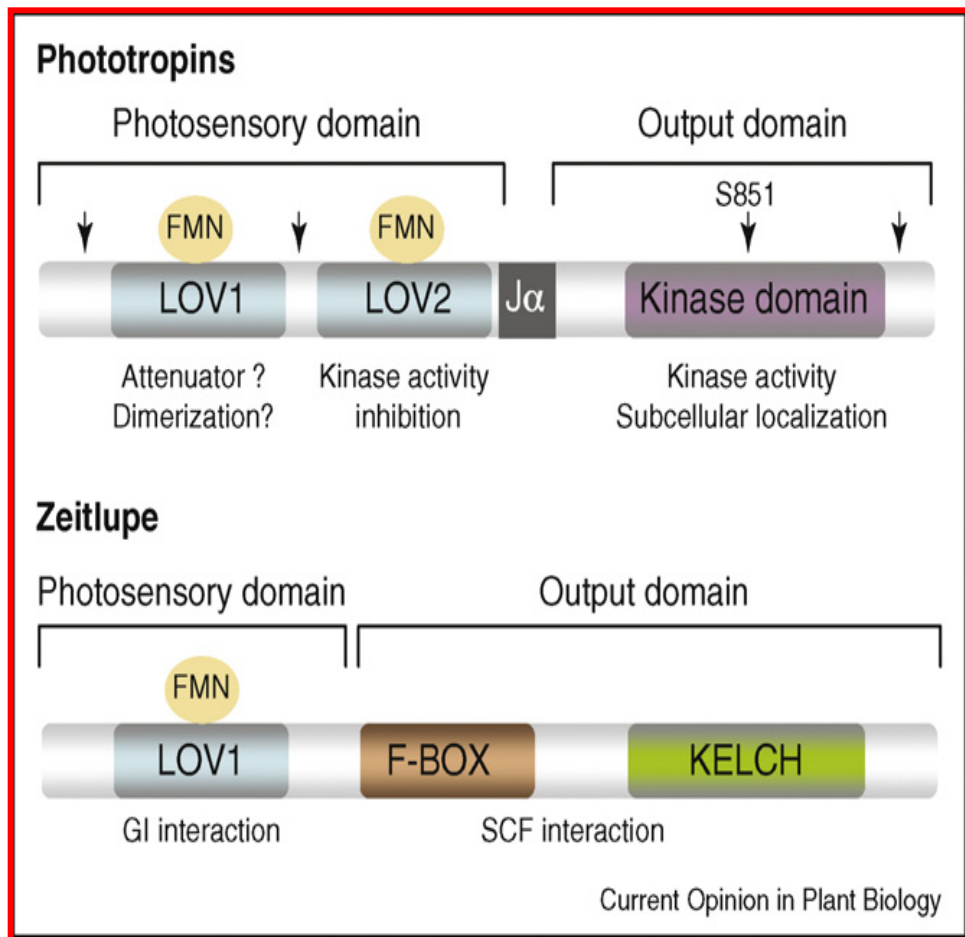 Phototropins
Photosensory domain
Output domain
S851
FMN
FMN
LOV1
LOV2
Jα
Kinase domain
Attenuator ?
Dimerization?
Kinase activity
inhibition
Kinase activity
Subcellular localization
Zeitlupe
Photosensory domain
Output domain
FMN
LOV1
F-BOX
KELCH
GI interaction
SCF interaction
Current Opinion in Plant Biology